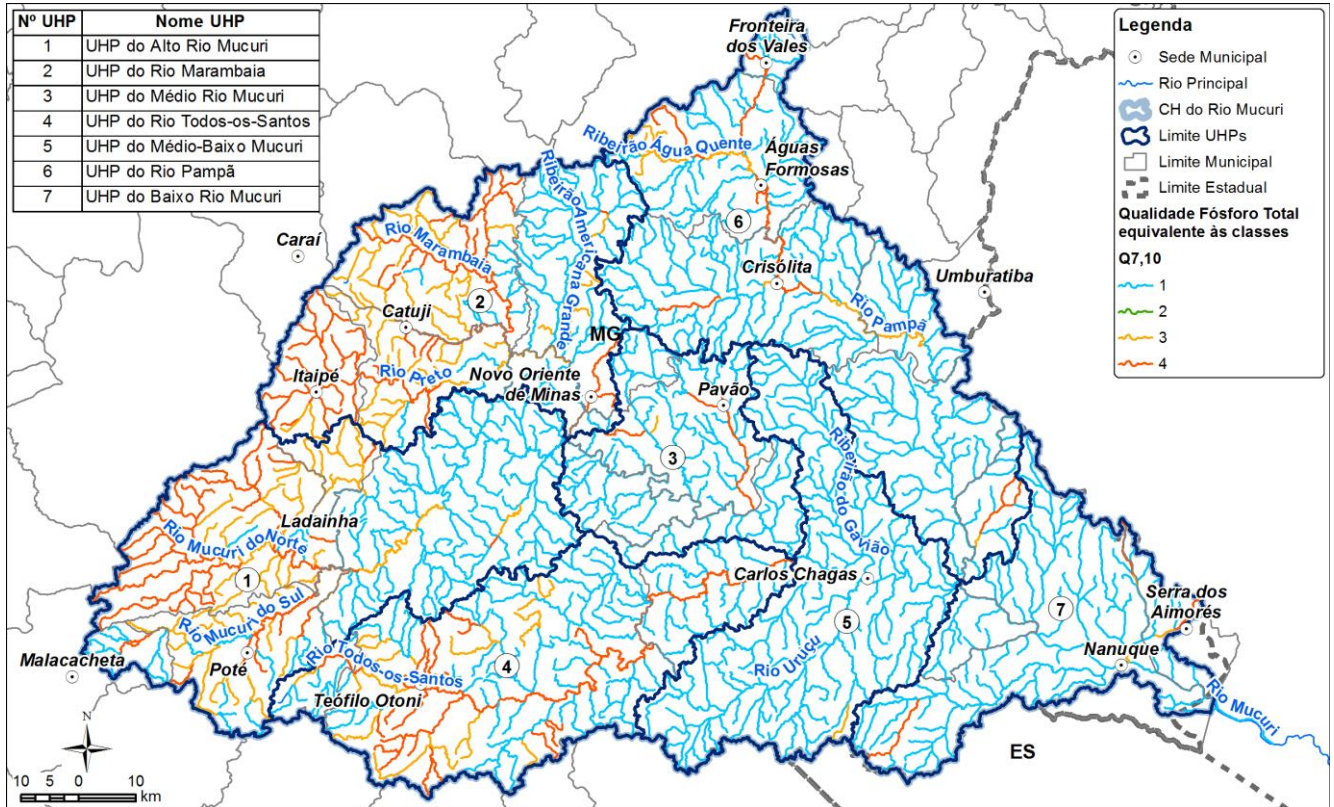 Nº UHP Nome UHP
1 UHP do Alto Rio Mucuri
2 UHP do Rio Marambaia
3 UHP do Médio Rio Mucuri
4 UHP do Rio Todos-os-Santos
5 UHP do Médio-Baixo Mucuri
6 UHP do Rio Pampã
7 UHP do Baixo Rio Mucuri
Legenda
Sede Municipal
Rio Principal
CH do Rio Mucuri
Limite UHPs
Limite Municipal
Limite Estadual
Qualidade Fósforo Total
equivalente às classes
Q7,10
1
2
3
4
Fronteira
dos Vales
Ribeirão Água Quente
Águas
Formosas
6
Ribeirão Americana Grande
Caraí
Rio Marambaia
Crisólita
Umburatiba
2
Catuji
Rio Pampã
MG
Itaipé
Rio Preto
Novo Oriente
de Minas
Pavão
3
Ribeirão do Gavião
Ladainha
Rio Mucuri do Norte
1
Carlos Chagas
Rio Mucuri do Sul
7
Serra dos
Aimorés
5
Malacacheta
Poté
Rio Todos-os-Santos
4
Rio Uruçu
Nanuque
Teófilo Otoni
Rio Mucuri
N
ES
10 5 0 10
km